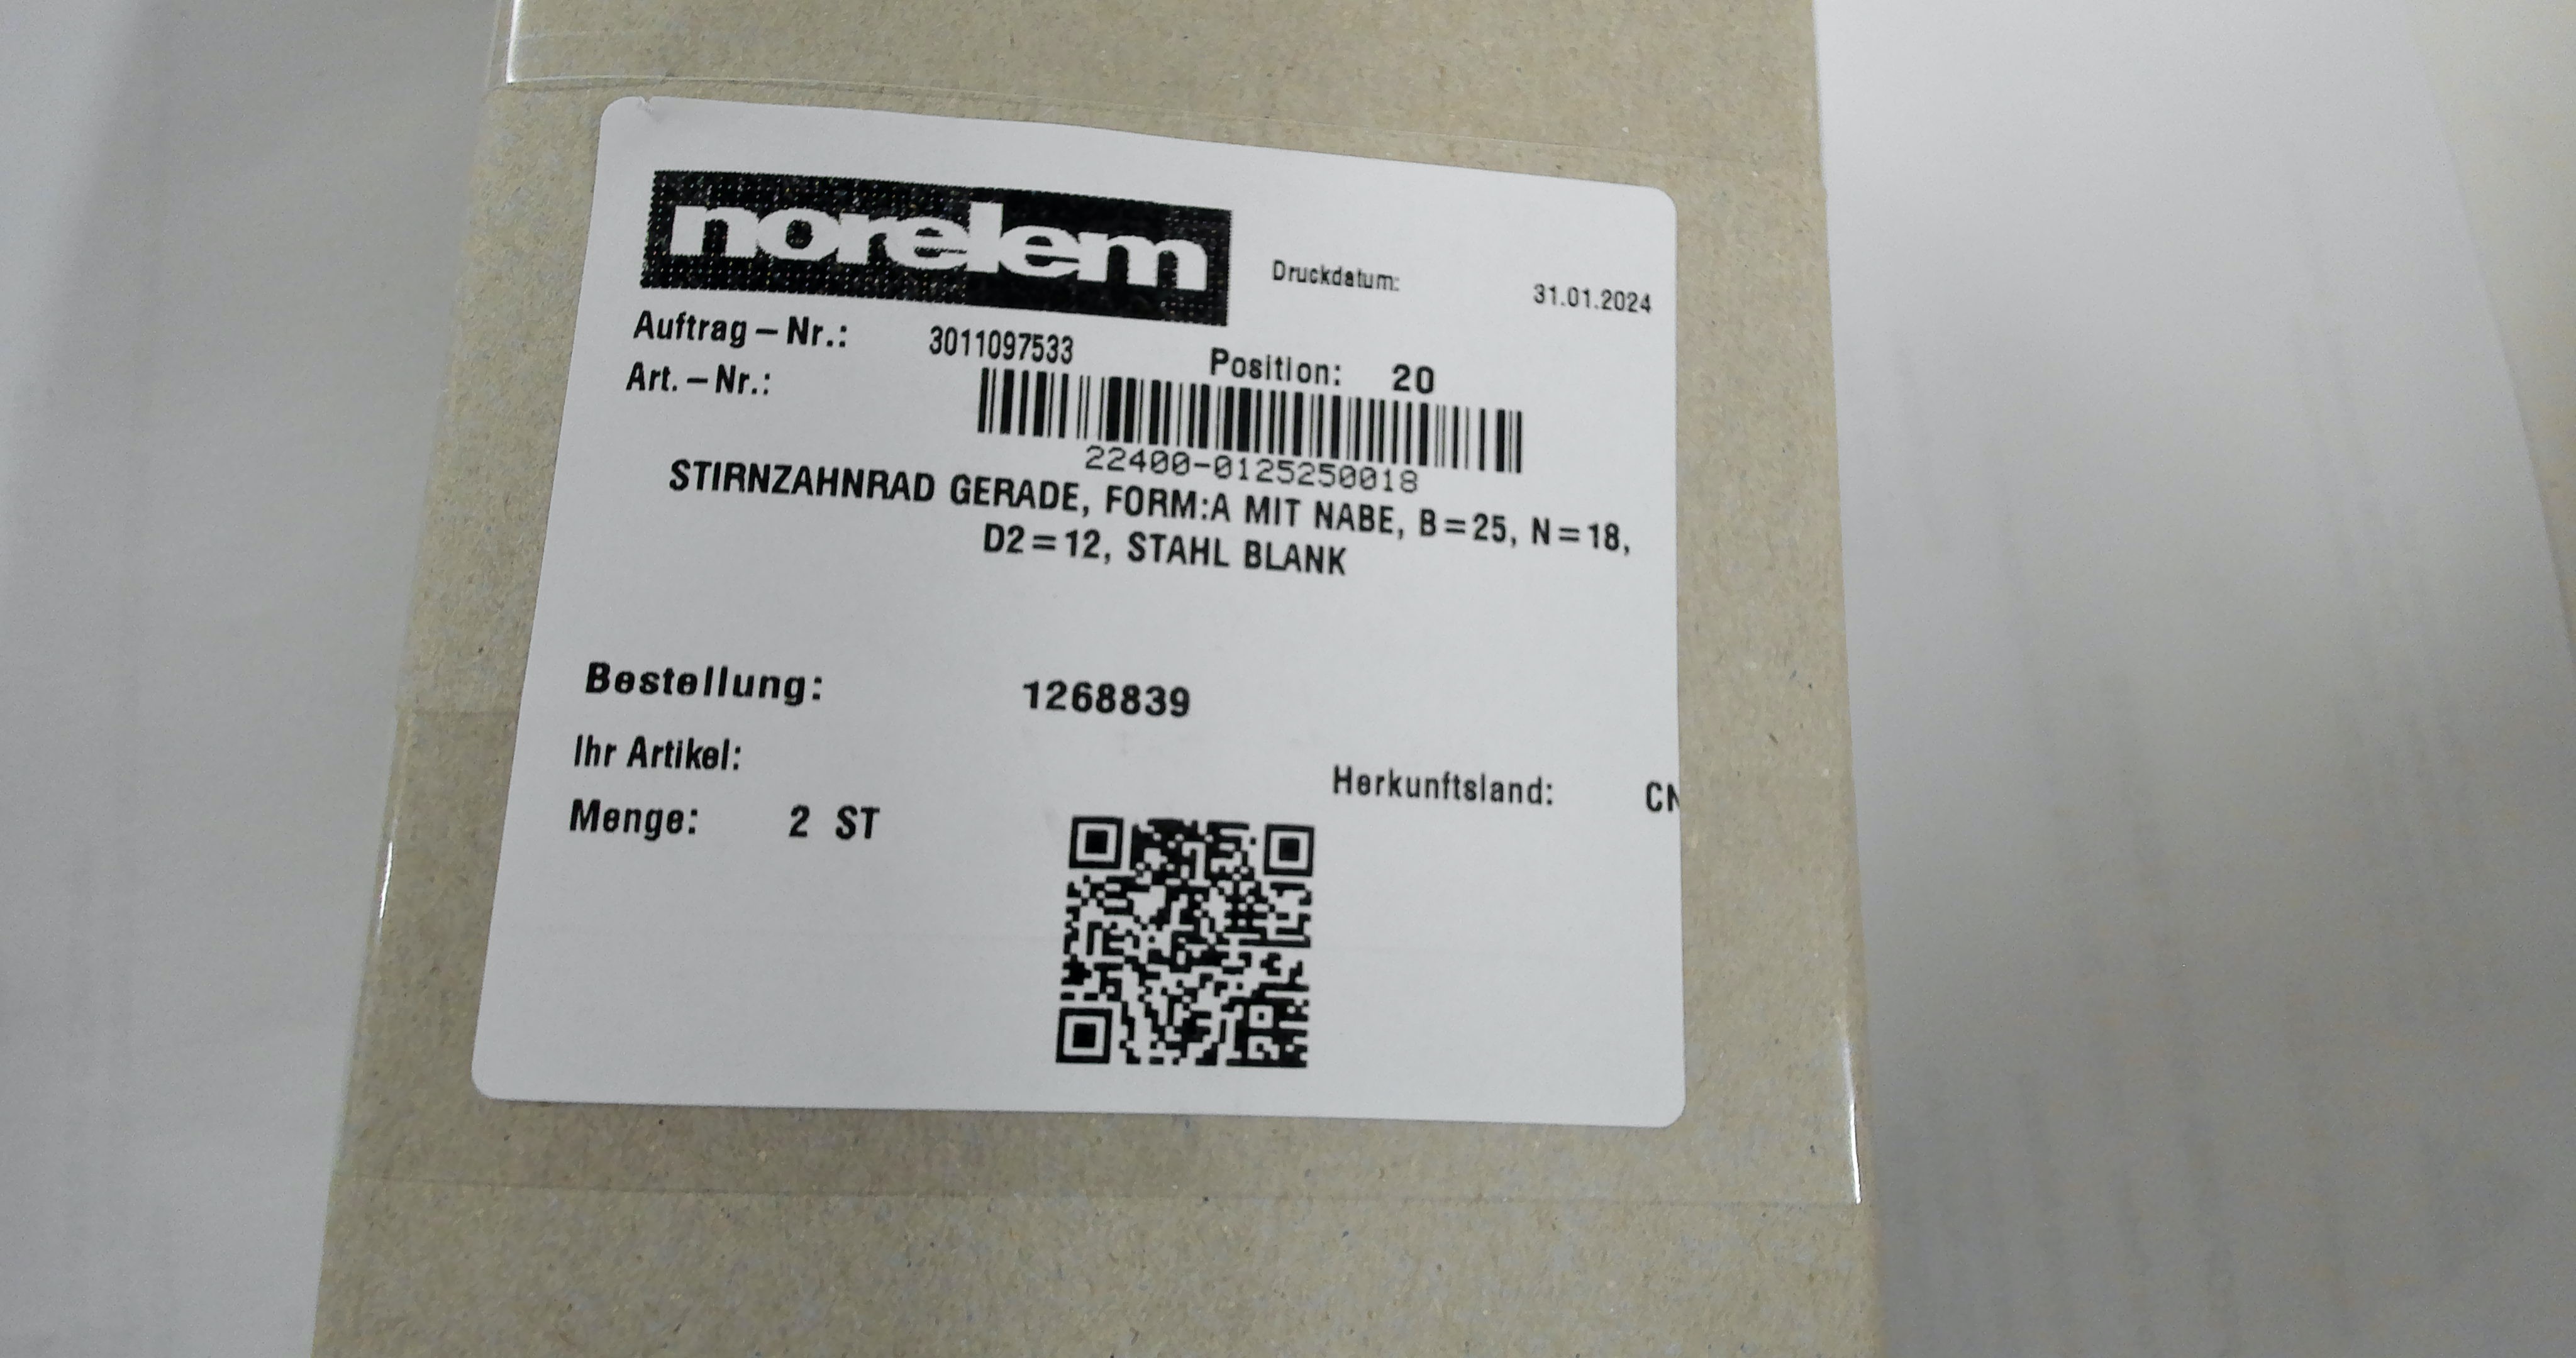 norelem
Druckdatum: 31.01.2024
Auftrag – Nr.: 3011097533 Position: 20
Art. – Nr.:
22400-0125250018
STIRNZAHNRAD GERADE, FORM:A MIT NABE, B=25, N=18,
D2=12, STAHL BLANK
Bestellung: 1268839
Ihr Artikel:
Herkunftsland: CN
Menge: 2 ST